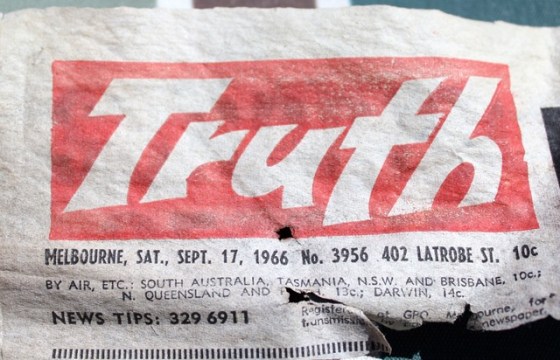 Truth
MELBOURNE, SAT., SEPT. 17, 1966 No. 3956 402 LATROBE ST. 10c
BY AIR, ETC.: SOUTH AUSTRALIA, TASMANIA, N.S.W. AND BRISBANE, 10c.;
N. QUEENSLAND AND 13c.; DARWIN, 14c.
NEWS TIPS: 329 6911
Registered at GPO, for
newspaper.